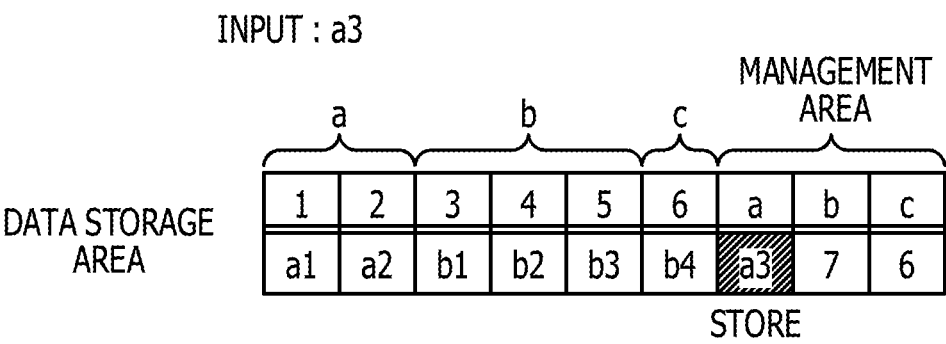 INPUT : a3
MANAGEMENT
AREA
a b c
DATA STORAGE
AREA
1 2 3 4 5 6 a b c
a1 a2 b1 b2 b3 b4 a3 7 6
STORE